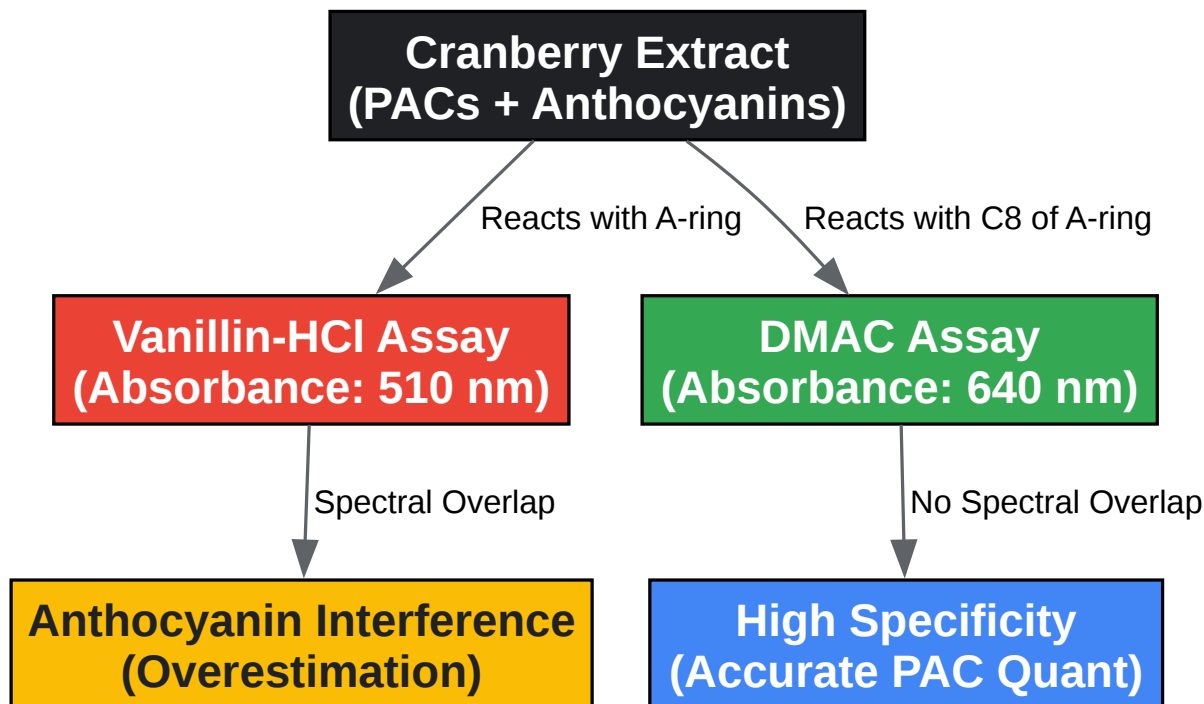 Cranberry Extract
(PACs + Anthocyanins)
Reacts with A-ring
Reacts with C8 of A-ring
Vanillin-HCl Assay
(Absorbance: 510 nm)
DMAC Assay
(Absorbance: 640 nm)
Spectral Overlap
No Spectral Overlap
Anthocyanin Interference
(Overestimation)
High Specificity
(Accurate PAC Quant)